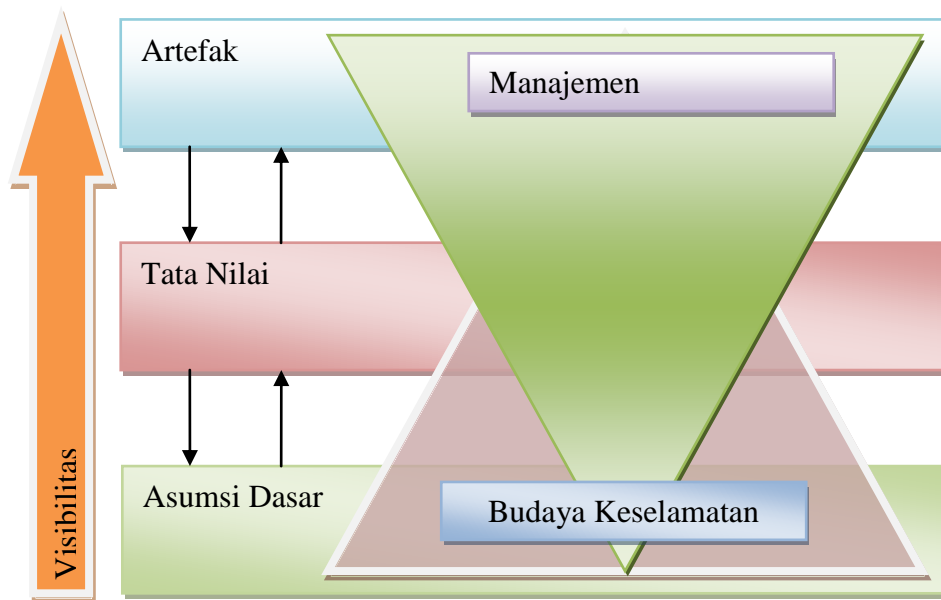 Artefak
Manajemen
Tata Nilai
Asumsi Dasar
Budaya Keselamatan
Visibilitas